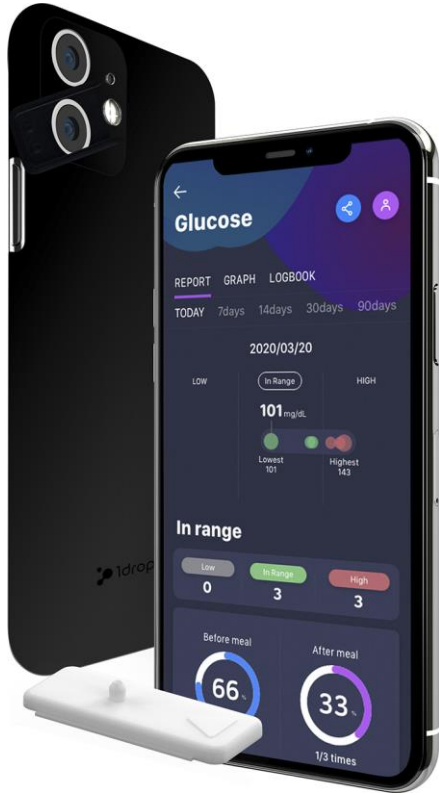 Glucose
REPORT GRAPH LOGBOOK
TODAY 7days 14days 30days 90days
2020/03/20
LOW In Range HIGH
101 mg/dL
Lowest Highest
101 143
In range
Low In Range High
0 3 3
Before meal After meal
66% 33%
1/3 times
1drop